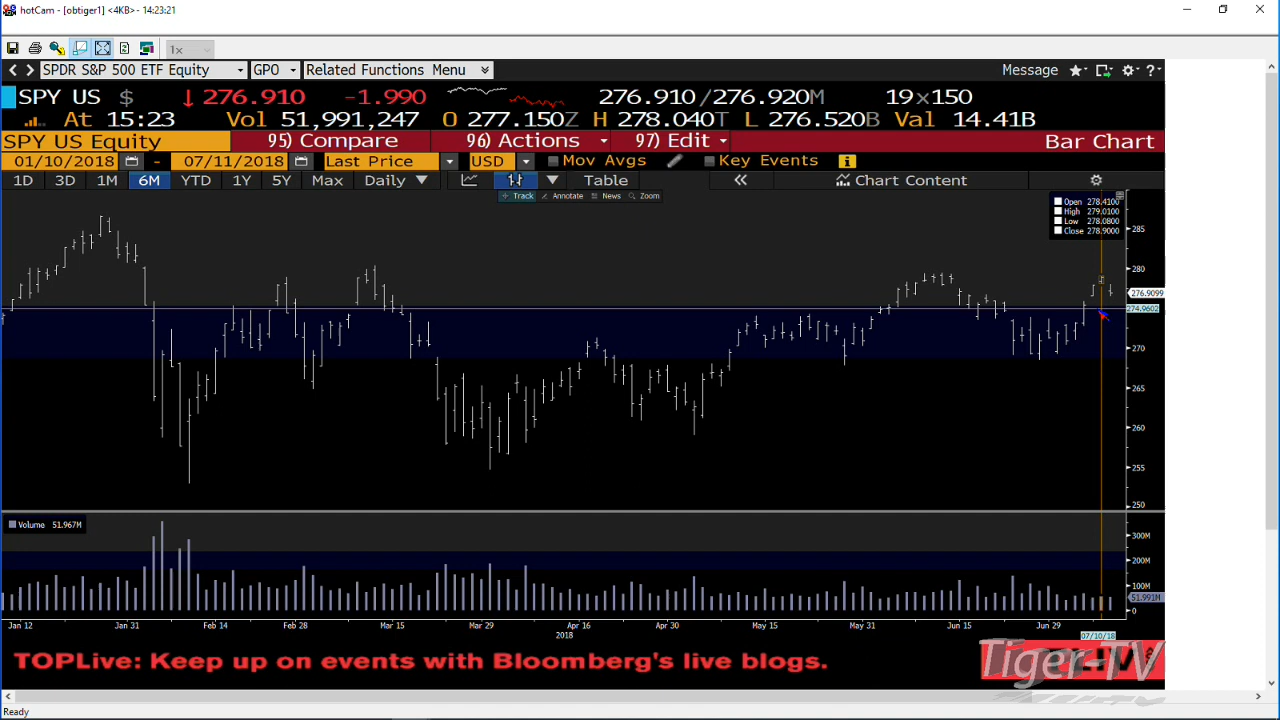 hotCam - [obtiger1] <4KB> - 14:23:21
1x
SPDR S&P 500 ETF Equity GPO Related Functions Menu Message
SPY US $ ↓ 276.910 -1.990 276.910/276.920M 19x150
At 15:23 Vol 51,991,247 O 277.150Z H 278.040T L 276.520B Val 14.41B
SPY US Equity 95) Compare 96) Actions 97) Edit Bar Chart
01/10/2018 - 07/11/2018 Last Price USD Mov Avgs Key Events
1D 3D 1M 6M YTD 1Y 5Y Max Daily ▼ Table « Chart Content
Track Annotate News Zoom
Open 278.4100
High 279.0100
Low 278.0800
Close 278.9000
285
280
276.9099
274.9602
270
265
260
255
250
Volume 51.967M
300M
200M
100M
51.991M
0
Jan 12 Jan 31 Feb 14 Feb 28 Mar 15 Mar 29 Apr 16 Apr 30 May 15 May 31 Jun 15 Jun 29
2018 07/10/18
TOPLive: Keep up on events with Bloomberg's live blogs.
Tiger-TV
Ready